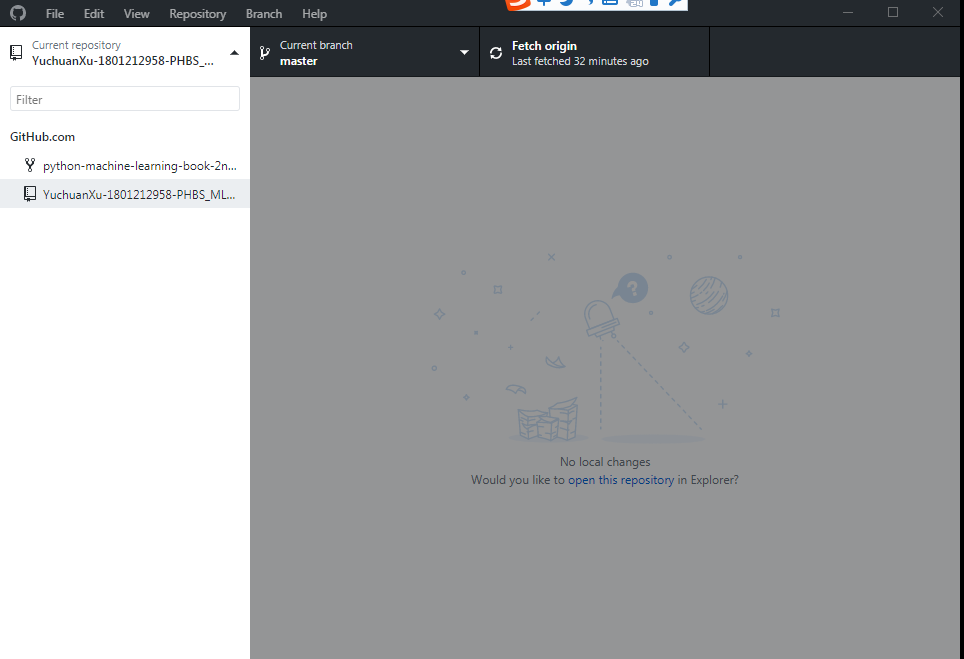 File Edit View Repository Branch Help
Current repository
YuchuanXu-1801212958-PHBS_...
Current branch
master
Fetch origin
Last fetched 32 minutes ago
Filter
GitHub.com
python-machine-learning-book-2n...
YuchuanXu-1801212958-PHBS_ML...
?
No local changes
Would you like to open this repository in Explorer?